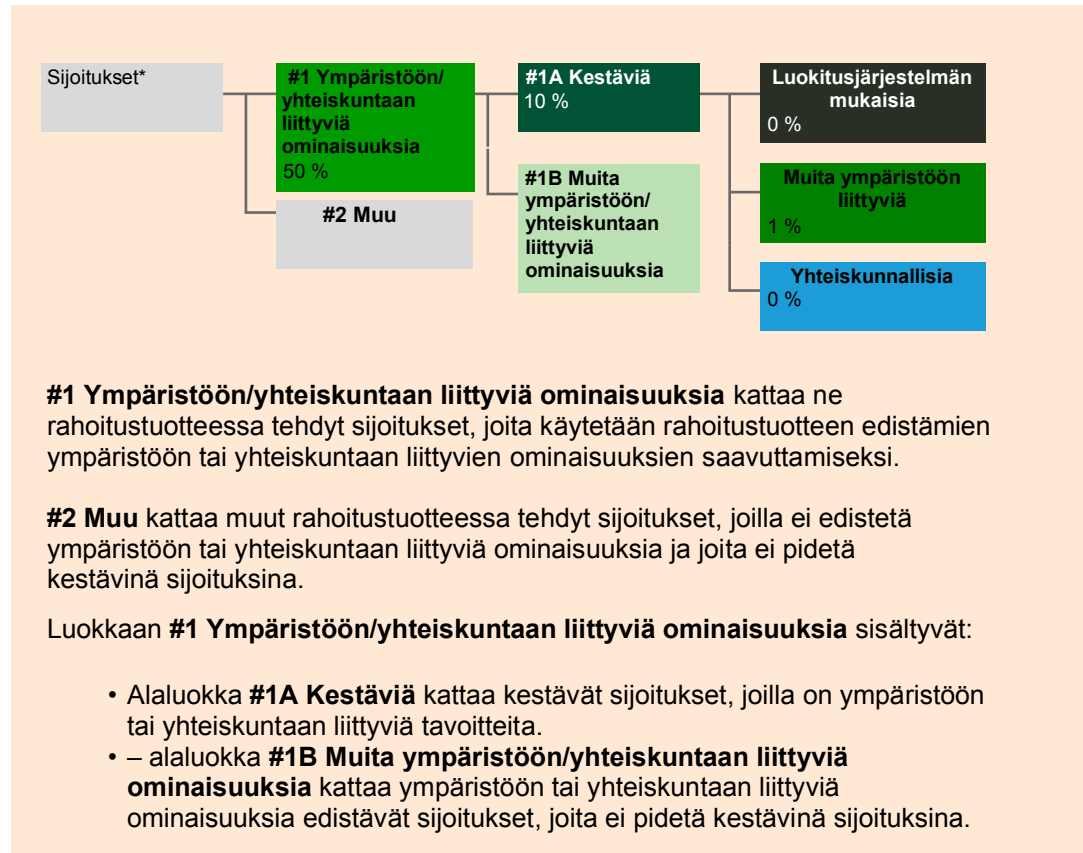 Sijoitukset*
#1 Ympäristöön/
yhteiskuntaan
liittyviä
ominaisuuksia
50 %
#2 Muu
#1A Kestäviä
10 %
#1B Muita
ympäristöön/
yhteiskuntaan
liittyviä
ominaisuuksia
Luokitusjärjestelmän
mukaisia
0 %
Muita ympäristöön
liittyviä
1 %
Yhteiskunnallisia
0 %
#1 Ympäristöön/yhteiskuntaan liittyviä ominaisuuksia kattaa ne
rahoitustuotteessa tehdyt sijoitukset, joita käytetään rahoitustuotteen edistämien
ympäristöön tai yhteiskuntaan liittyvien ominaisuuksien saavuttamiseksi.
#2 Muu kattaa muut rahoitustuotteessa tehdyt sijoitukset, joilla ei edistetä
ympäristöön tai yhteiskuntaan liittyviä ominaisuuksia ja joita ei pidetä
kestävinä sijoituksina.
Luokkaan #1 Ympäristöön/yhteiskuntaan liittyviä ominaisuuksia sisältyvät:
• Alaluokka #1A Kestäviä kattaa kestävät sijoitukset, joilla on ympäristöön
tai yhteiskuntaan liittyviä tavoitteita.
• – alaluokka #1B Muita ympäristöön/yhteiskuntaan liittyviä
ominaisuuksia kattaa ympäristöön tai yhteiskuntaan liittyviä
ominaisuuksia edistävät sijoitukset, joita ei pidetä kestävinä sijoituksina.